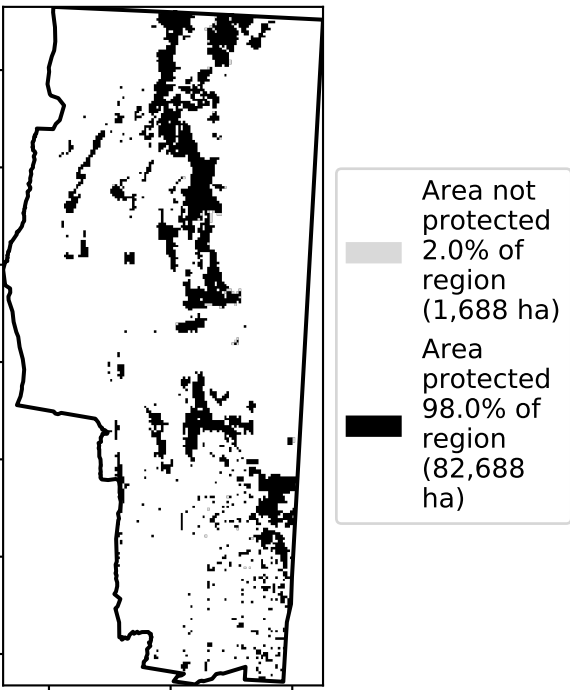 Area not
protected
2.0% of
region
(1,688 ha)
Area
protected
98.0% of
region
(82,688
ha)